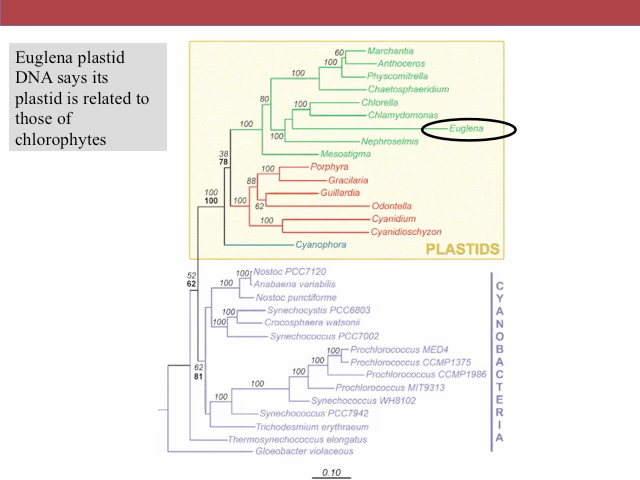 Euglena plastid
DNA says its
plastid is related to
those of
chlorophytes
60
Marchantia
Anthoceros
100
Physcomitrella
100
Chaetosphaeridium
80
Chlorella
100
Chlamydomonas
100
Euglena
100
Nephroselmis
Mesostigma
38
78
100
Porphyra
88
Gracilaria
Guillardia
100
100
100
62
Odontella
100
Cyanidium
Cyanidioschyzon
Cyanophora
PLASTIDS
52
62
100
Nostoc PCC7120
Anabaena variabilis
100
Nostoc punctiforme
100
Synechocystis PCC6803
Crocosphaera watsonii
100
Synechococcus PCC7002
100
Prochlorococcus MED4
100
Prochlorococcus CCMP1375
100
Prochlorococcus CCMP1986
62
81
100
100
Prochlorococcus MIT9313
Synechococcus WH8102
100
Synechococcus PCC7942
Trichodesmium erythraeum
Thermosynechococcus elongatus
Gloeobacter violaceous
CYANOBACTERIA
0.10